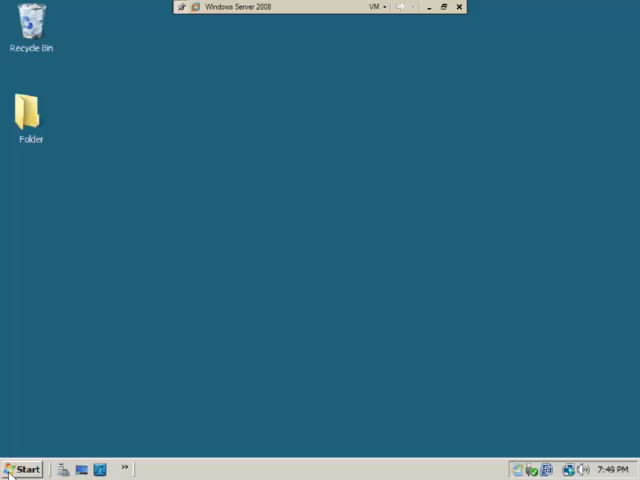 Windows Server 2008
VM
Recycle Bin
Folder
Start
7:49 PM